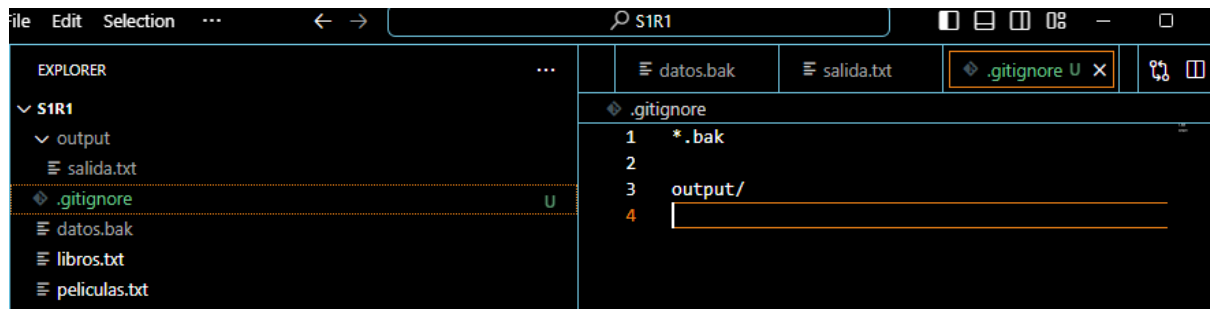 File Edit Selection ··· ← → S1R1
EXPLORER ···
S1R1
output
salida.txt
.gitignore U
datos.bak
libros.txt
peliculas.txt
datos.bak salida.txt .gitignore U ×
.gitignore
1 *.bak
2
3 output/
4